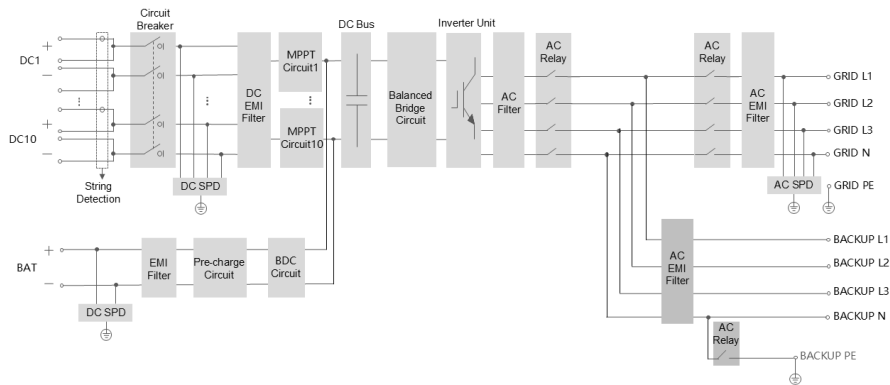 Circuit
Breaker
DC Bus
Inverter Unit
DC1
+
−
DC10
+
−
String
Detection
DC SPD
DC
EMI
Filter
MPPT
Circuit1
MPPT
Circuit10
Balanced
Bridge
Circuit
AC
Filter
AC
Relay
AC
Relay
AC
EMI
Filter
AC SPD
GRID L1
GRID L2
GRID L3
GRID N
GRID PE
BAT
+
−
DC SPD
EMI
Filter
Pre-charge
Circuit
BDC
Circuit
AC
EMI
Filter
BACKUP L1
BACKUP L2
BACKUP L3
BACKUP N
AC
Relay
BACKUP PE